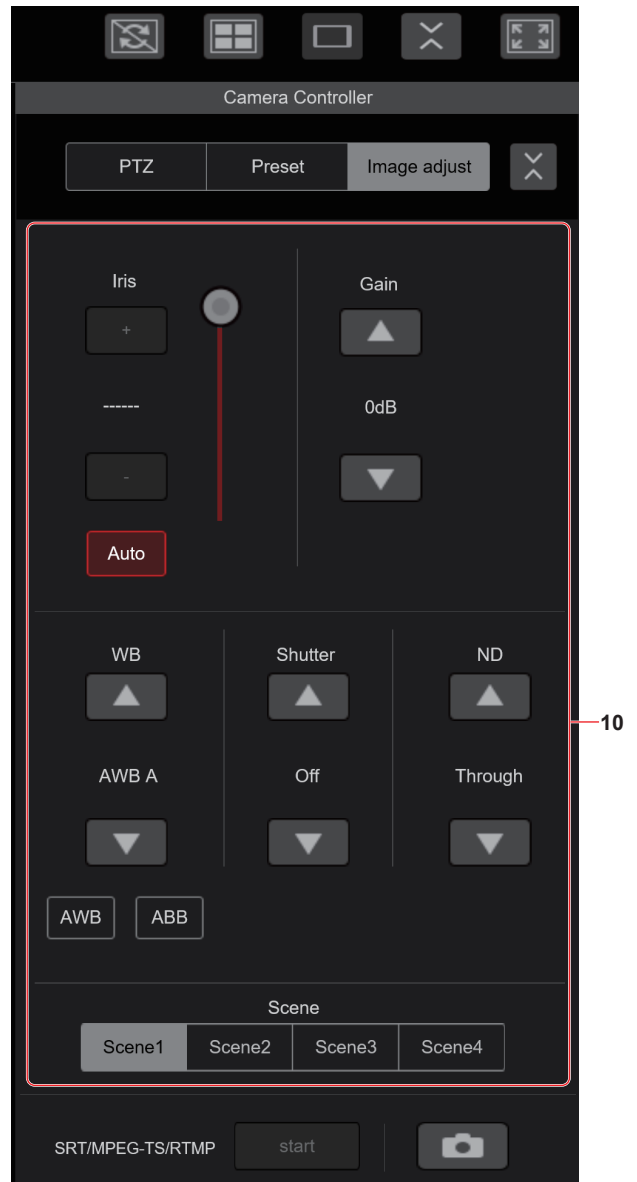 Camera Controller
PTZ Preset Image adjust
Iris Gain
+
------ 0dB
-
Auto
WB Shutter ND
10
AWB A Off Through
AWB ABB
Scene
Scene1 Scene2 Scene3 Scene4
SRT/MPEG-TS/RTMP start